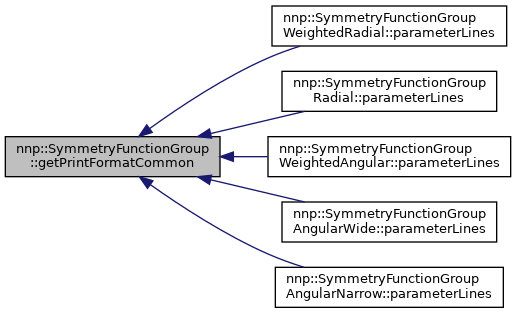 nnp::SymmetryFunctionGroup
WeightedRadial::parameterLines
nnp::SymmetryFunctionGroup
Radial::parameterLines
nnp::SymmetryFunctionGroup
::getPrintFormatCommon
nnp::SymmetryFunctionGroup
WeightedAngular::parameterLines
nnp::SymmetryFunctionGroup
AngularWide::parameterLines
nnp::SymmetryFunctionGroup
AngularNarrow::parameterLines